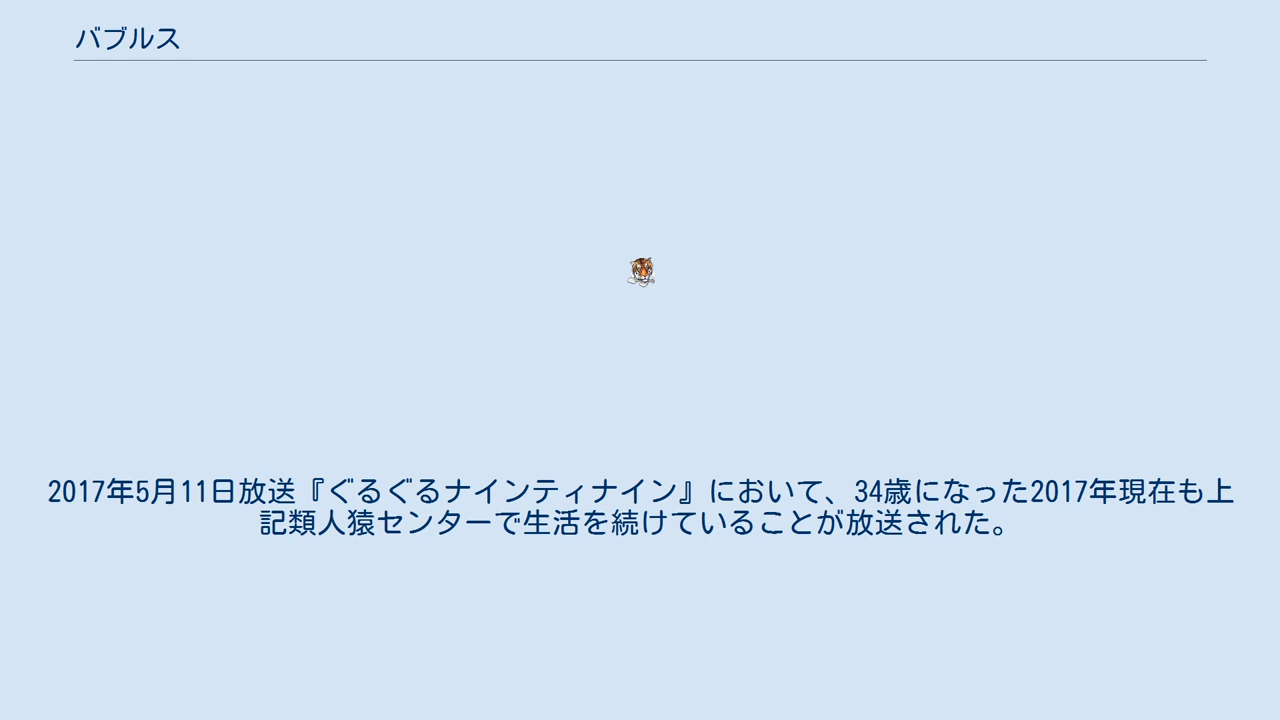 バブルス
2017年5月11日放送『ぐるぐるナインティナイン』において、34歳になった2017年現在も上
記類人猿センターで生活を続けていることが放送された。